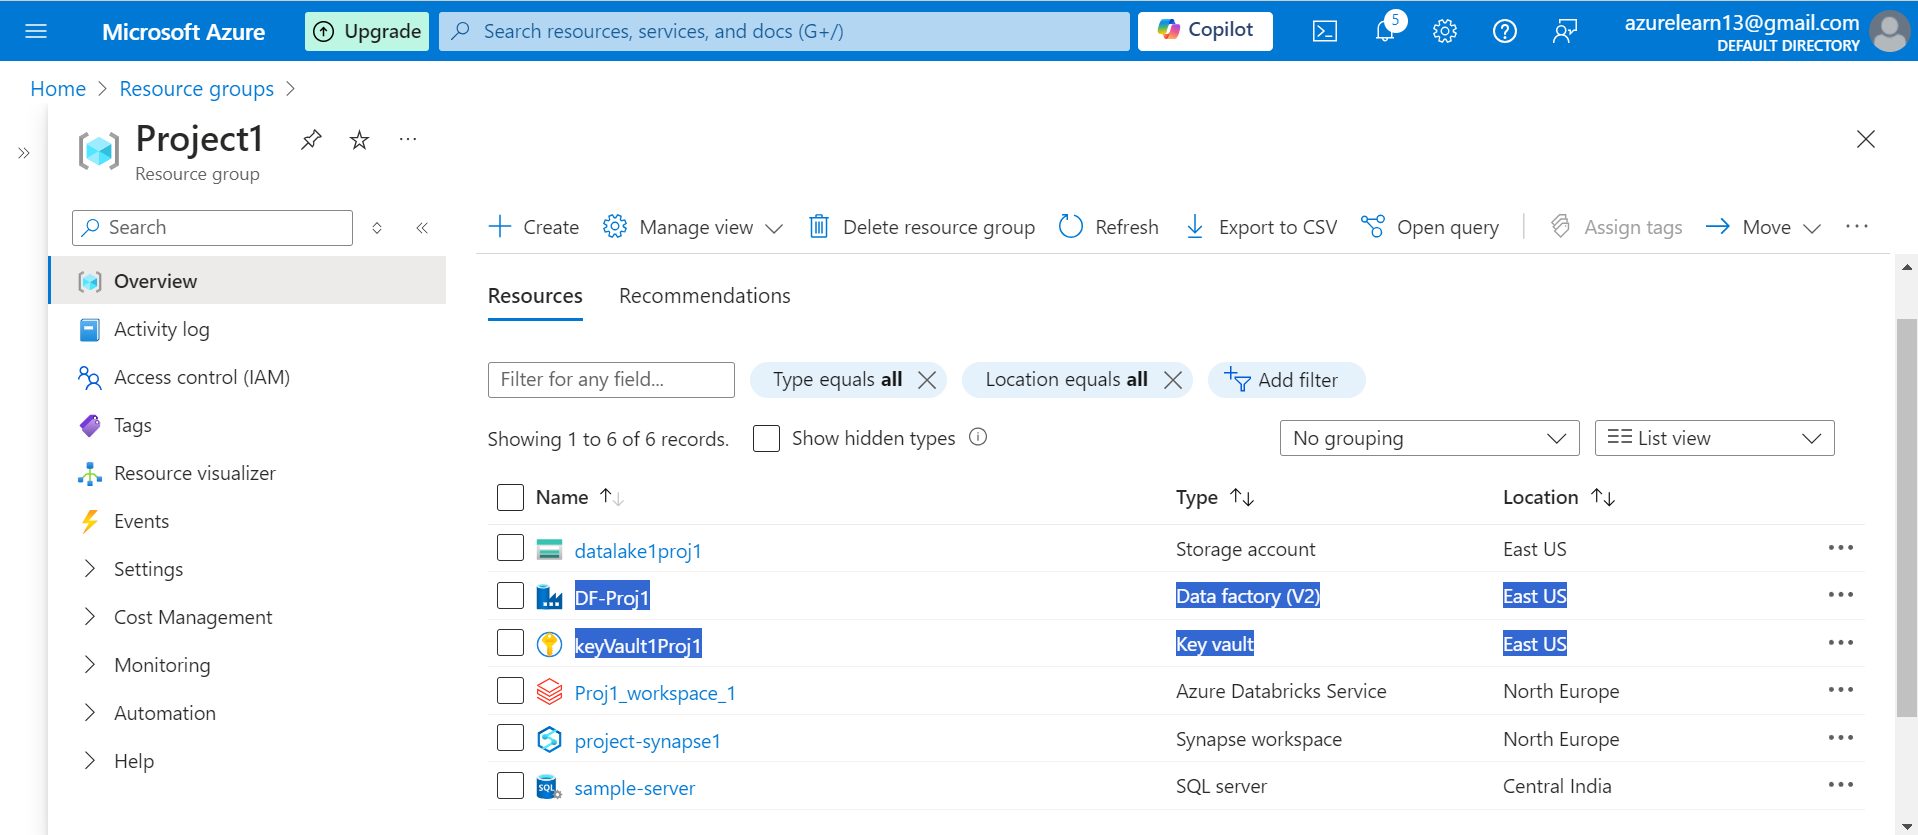 Microsoft Azure Upgrade Search resources, services, and docs (G+/) Copilot 5 azurelearn13@gmail.com
DEFAULT DIRECTORY
Home > Resource groups >
Project1 ...
Resource group
Search
Create Manage view Delete resource group Refresh Export to CSV Open query Assign tags Move ...
Overview
Activity log
Access control (IAM)
Tags
Resource visualizer
Events
Settings
Cost Management
Monitoring
Automation
Help
Resources Recommendations
Filter for any field... Type equals all Location equals all Add filter
Showing 1 to 6 of 6 records. Show hidden types No grouping List view
Name Type Location
datalake1proj1 Storage account East US
DF-Proj1 Data factory (V2) East US
keyVault1Proj1 Key vault East US
Proj1_workspace_1 Azure Databricks Service North Europe
project-synapse1 Synapse workspace North Europe
SQL sample-server SQL server Central India